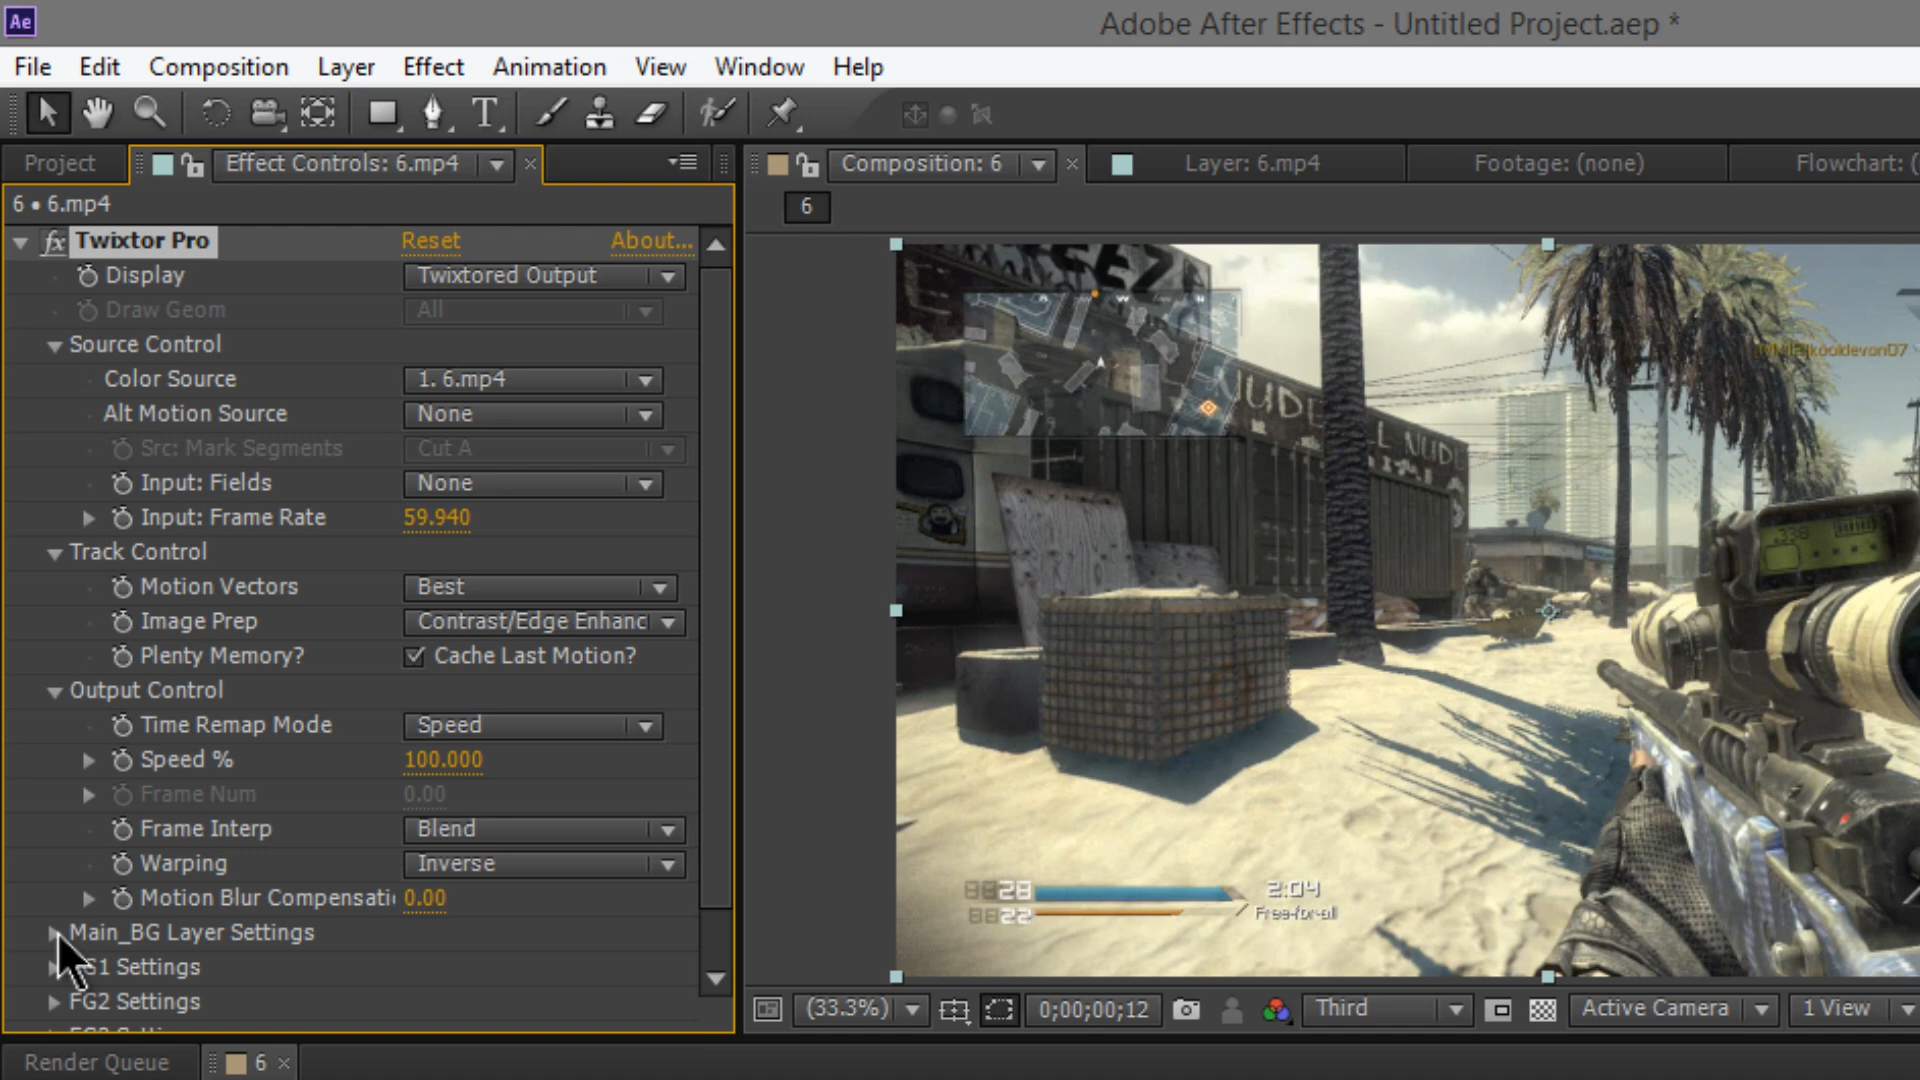 Ae
Adobe After Effects - Untitled Project.aep *
File Edit Composition Layer Effect Animation View Window Help
Project
Effect Controls: 6.mp4
Composition: 6
Layer: 6.mp4
Footage: (none)
Flowchart: (
6 • 6.mp4
6
fx Twixtor Pro Reset About...
Display Twixtored Output
Draw Geom All
Source Control
Color Source 1. 6.mp4
Alt Motion Source None
Src: Mark Segments Cut A
Input: Fields None
Input: Frame Rate 59.940
Track Control
Motion Vectors Best
Image Prep Contrast/Edge Enhanc
Plenty Memory? Cache Last Motion?
Output Control
Time Remap Mode Speed
Speed % 100.000
Frame Num 0.00
Frame Interp Blend
Warping Inverse
Motion Blur Compensati 0.00
Main_BG Layer Settings
Settings
FG2 Settings
NUDE
NUDE
338
28
22
2:04
Free-for-all
(33.3%)
0;00;00;12
Third
Active Camera
1 View
Render Queue
6